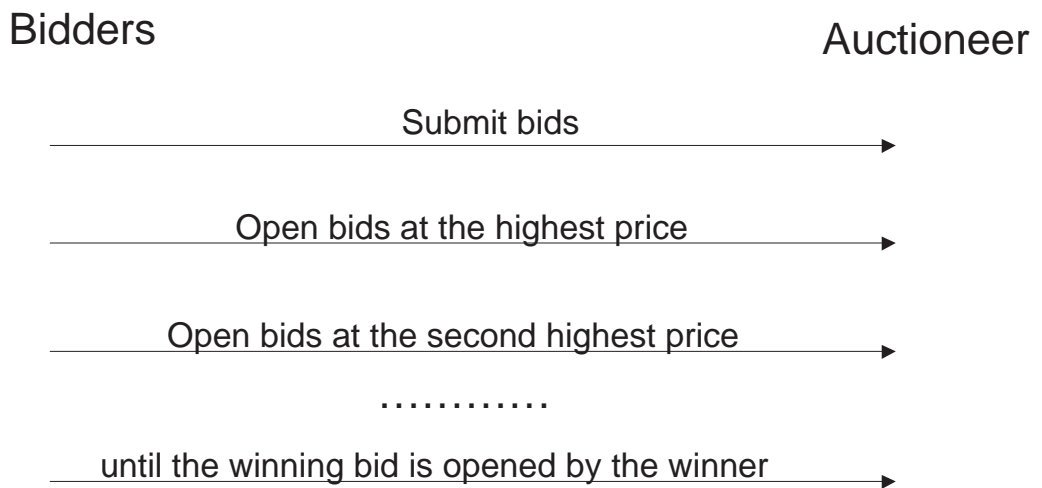 Bidders
Auctioneer
Submit bids
Open bids at the highest price
Open bids at the second highest price
............
until the winning bid is opened by the winner